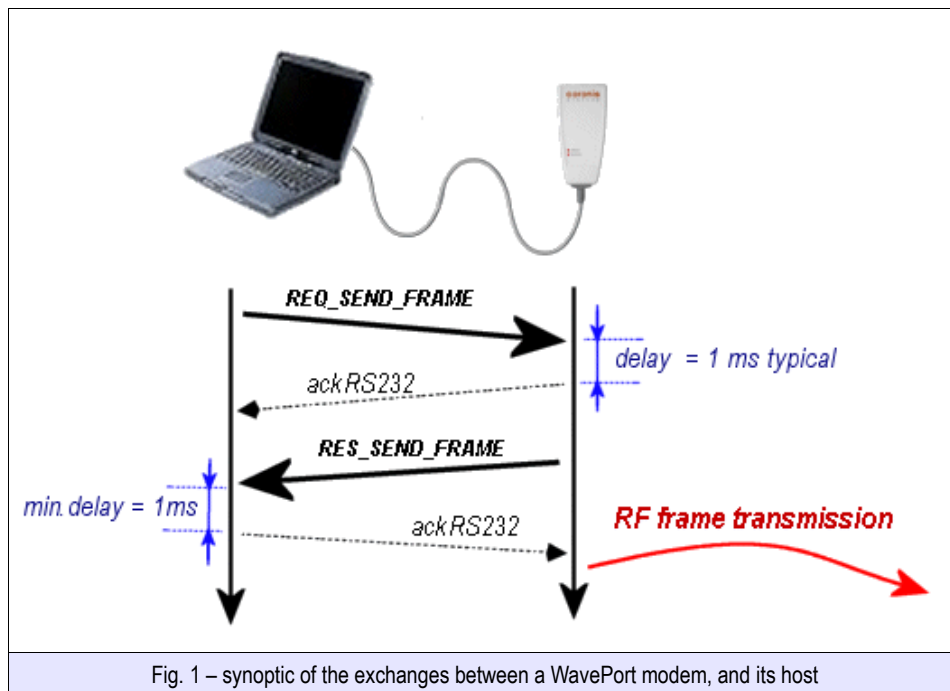 REQ_SEND_FRAME
delay = 1 ms typical
ackRS232
RES_SEND_FRAME
min.delay = 1ms
ackRS232
RF frame transmission
Fig. 1 – synoptic of the exchanges between a WavePort modem, and its host